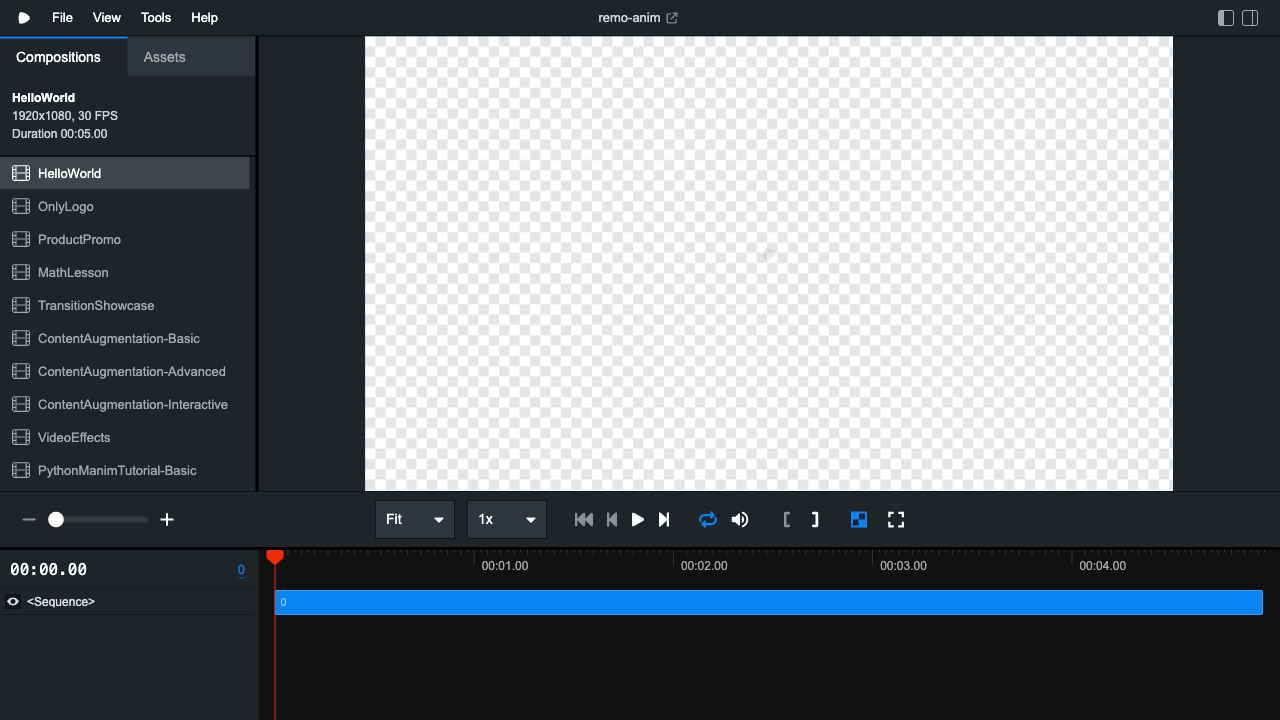 File View Tools Help
remo-anim
Compositions Assets
HelloWorld
1920x1080, 30 FPS
Duration 00:05.00
HelloWorld
OnlyLogo
ProductPromo
MathLesson
TransitionShowcase
ContentAugmentation-Basic
ContentAugmentation-Advanced
ContentAugmentation-Interactive
VideoEffects
PythonManimTutorial-Basic
Fit 1x
00:00.00 0
00:01.00 00:02.00 00:03.00 00:04.00
<Sequence>
0